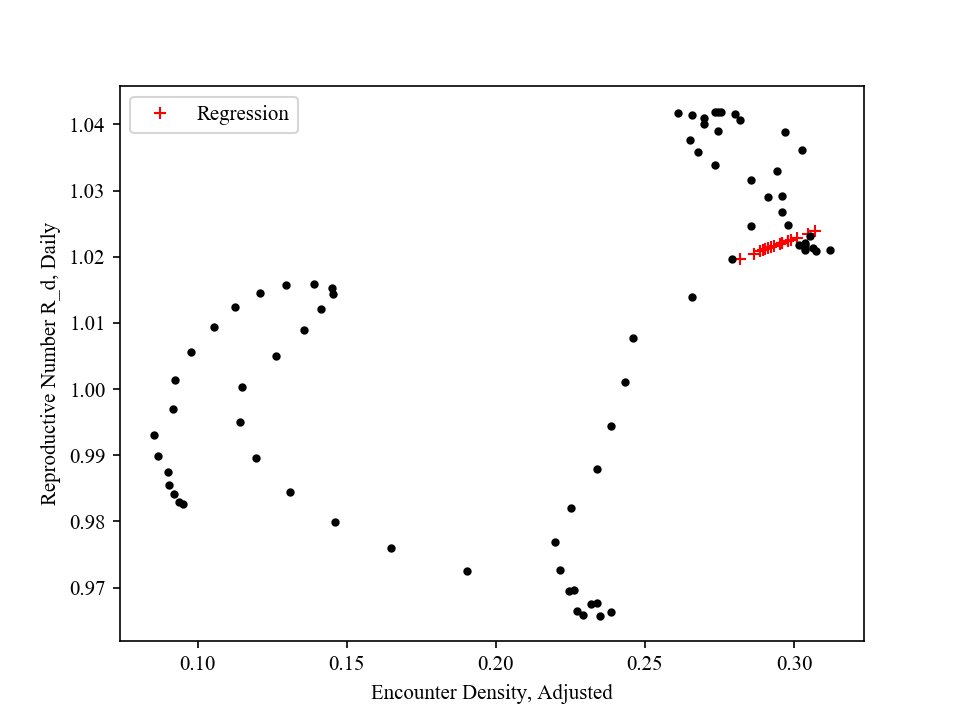 Regression
1.04
1.03
1.02
1.01
1.00
0.99
0.98
0.97
Reproductive Number R_d, Daily
0.10 0.15 0.20 0.25 0.30
Encounter Density, Adjusted